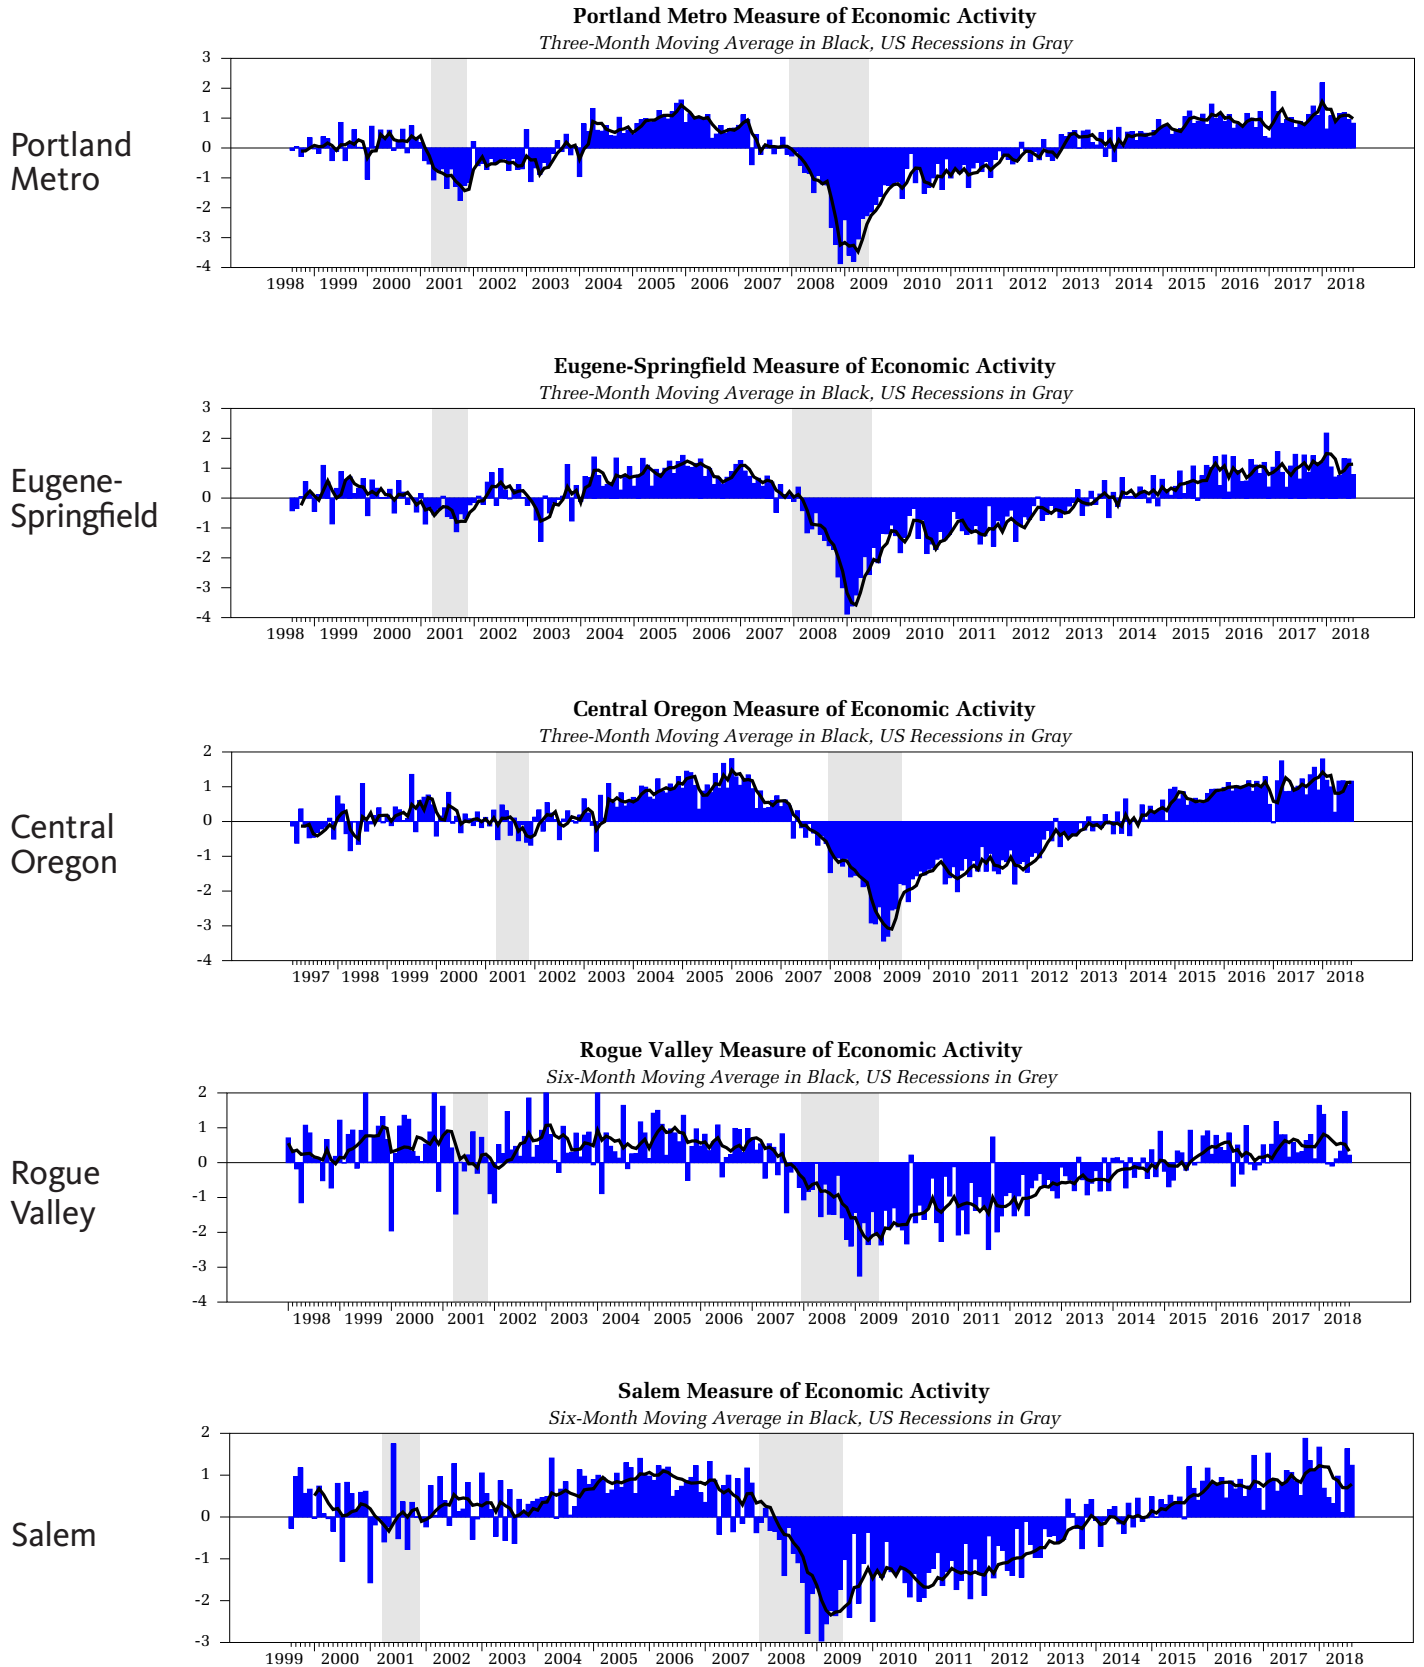 Portland Metro Measure of Economic Activity
Three-Month Moving Average in Black, US Recessions in Gray
Portland
Metro
3
2
1
0
-1
-2
-3
-4
1998 1999 2000 2001 2002 2003 2004 2005 2006 2007 2008 2009 2010 2011 2012 2013 2014 2015 2016 2017 2018
Eugene-Springfield Measure of Economic Activity
Three-Month Moving Average in Black, US Recessions in Gray
Eugene-
Springfield
3
2
1
0
-1
-2
-3
-4
1998 1999 2000 2001 2002 2003 2004 2005 2006 2007 2008 2009 2010 2011 2012 2013 2014 2015 2016 2017 2018
Central Oregon Measure of Economic Activity
Three-Month Moving Average in Black, US Recessions in Gray
Central
Oregon
2
1
0
-1
-2
-3
-4
1997 1998 1999 2000 2001 2002 2003 2004 2005 2006 2007 2008 2009 2010 2011 2012 2013 2014 2015 2016 2017 2018
Rogue Valley Measure of Economic Activity
Six-Month Moving Average in Black, US Recessions in Grey
Rogue
Valley
2
1
0
-1
-2
-3
-4
1998 1999 2000 2001 2002 2003 2004 2005 2006 2007 2008 2009 2010 2011 2012 2013 2014 2015 2016 2017 2018
Salem Measure of Economic Activity
Six-Month Moving Average in Black, US Recessions in Gray
Salem
2
1
0
-1
-2
-3
1999 2000 2001 2002 2003 2004 2005 2006 2007 2008 2009 2010 2011 2012 2013 2014 2015 2016 2017 2018